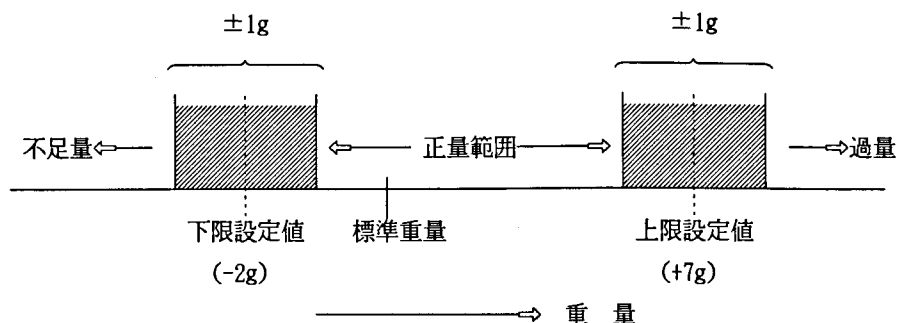 ±1g ±1g
不足量 正量範囲 過量
下限設定値 標準重量 上限設定値
(-2g) (+7g)
重 量